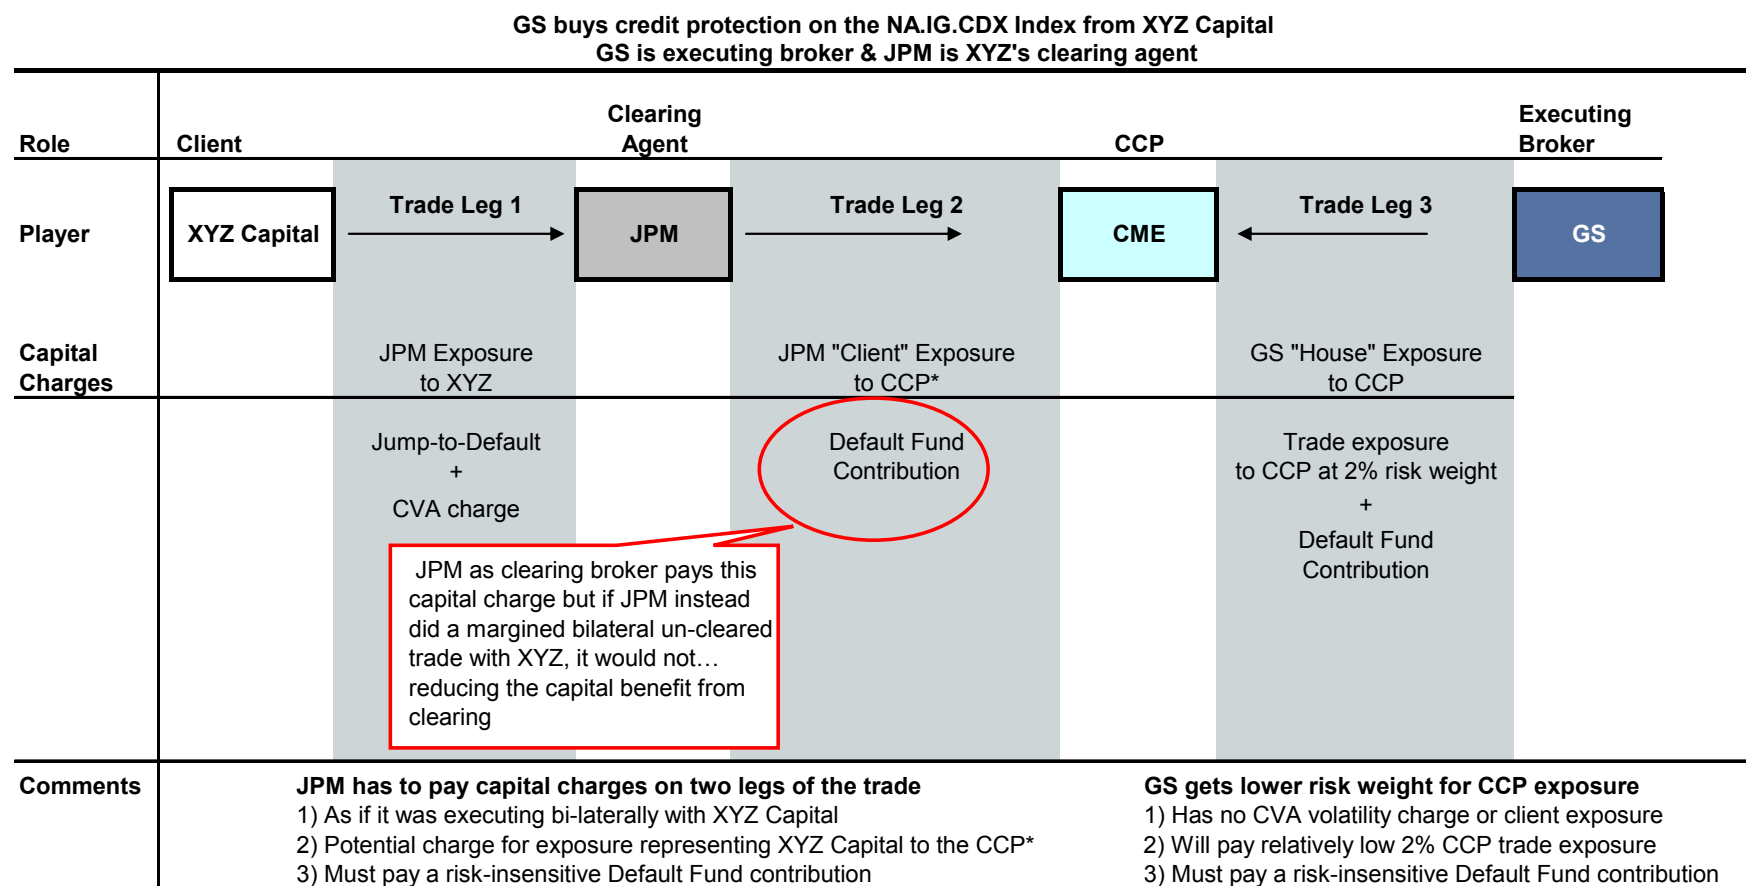 GS buys credit protection on the NA.IG.CDX Index from XYZ Capital
GS is executing broker & JPM is XYZ's clearing agent
Role
Client
Clearing
Agent
CCP
Executing
Broker
Player
XYZ Capital
Trade Leg 1
JPM
Trade Leg 2
CME
Trade Leg 3
GS
Capital
Charges
JPM Exposure
to XYZ
JPM "Client" Exposure
to CCP*
GS "House" Exposure
to CCP
Jump-to-Default
+
CVA charge
Default Fund
Contribution
Trade exposure
to CCP at 2% risk weight
+
Default Fund
Contribution
JPM as clearing broker pays this
capital charge but if JPM instead
did a margined bilateral un-cleared
trade with XYZ, it would not…
reducing the capital benefit from
clearing
Comments
JPM has to pay capital charges on two legs of the trade
1) As if it was executing bi-laterally with XYZ Capital
2) Potential charge for exposure representing XYZ Capital to the CCP*
3) Must pay a risk-insensitive Default Fund contribution
GS gets lower risk weight for CCP exposure
1) Has no CVA volatility charge or client exposure
2) Will pay relatively low 2% CCP trade exposure
3) Must pay a risk-insensitive Default Fund contribution